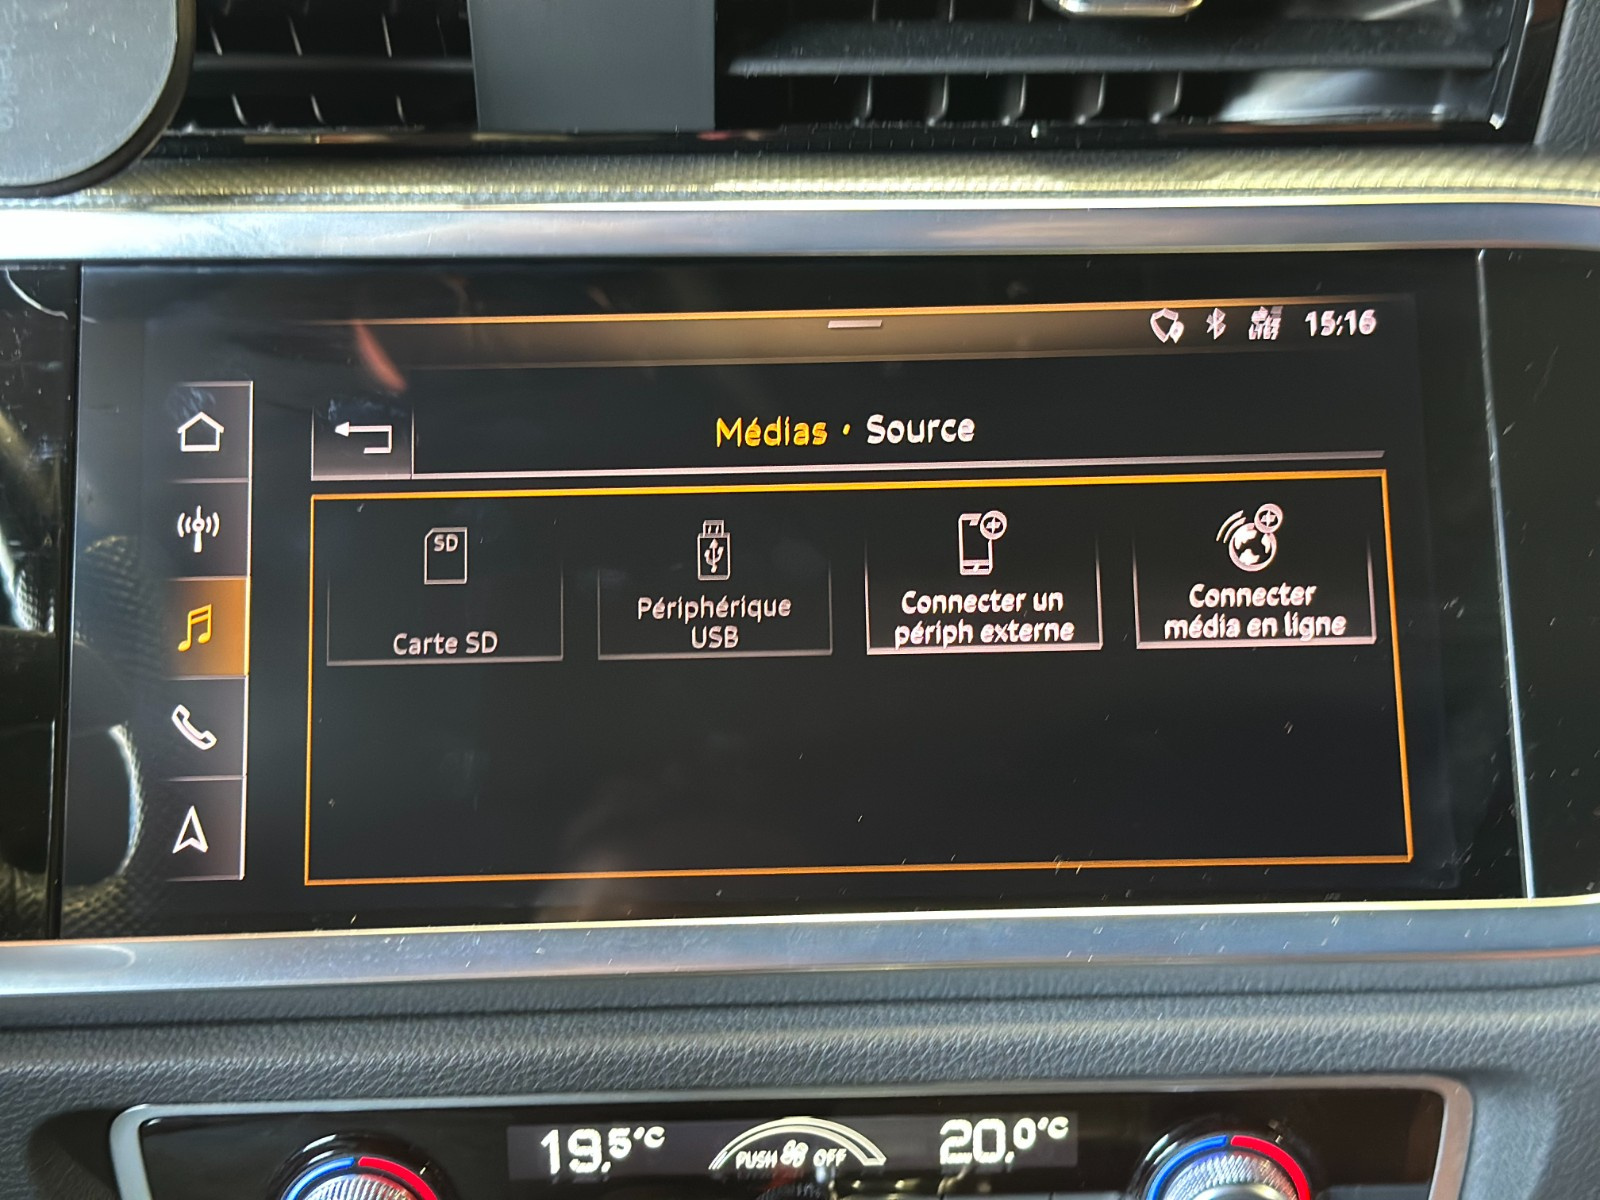 15:16
Médias • Source
SD
Carte SD
Périphérique
USB
Connecter un
périph externe
Connecter
média en ligne
19,5°C
PUSH OFF
20,0°C